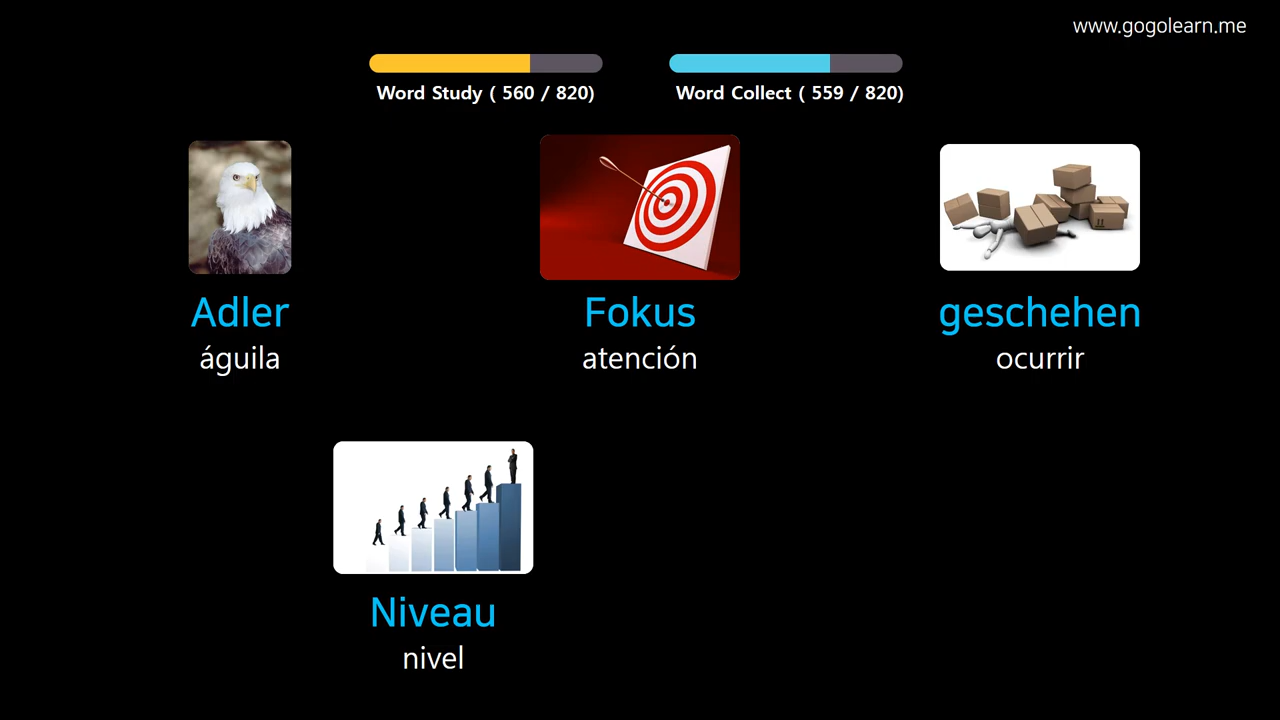 www.gogolearn.me
Word Study ( 560 / 820)
Word Collect ( 559 / 820)
Adler
águila
Fokus
atención
geschehen
ocurrir
Niveau
nivel